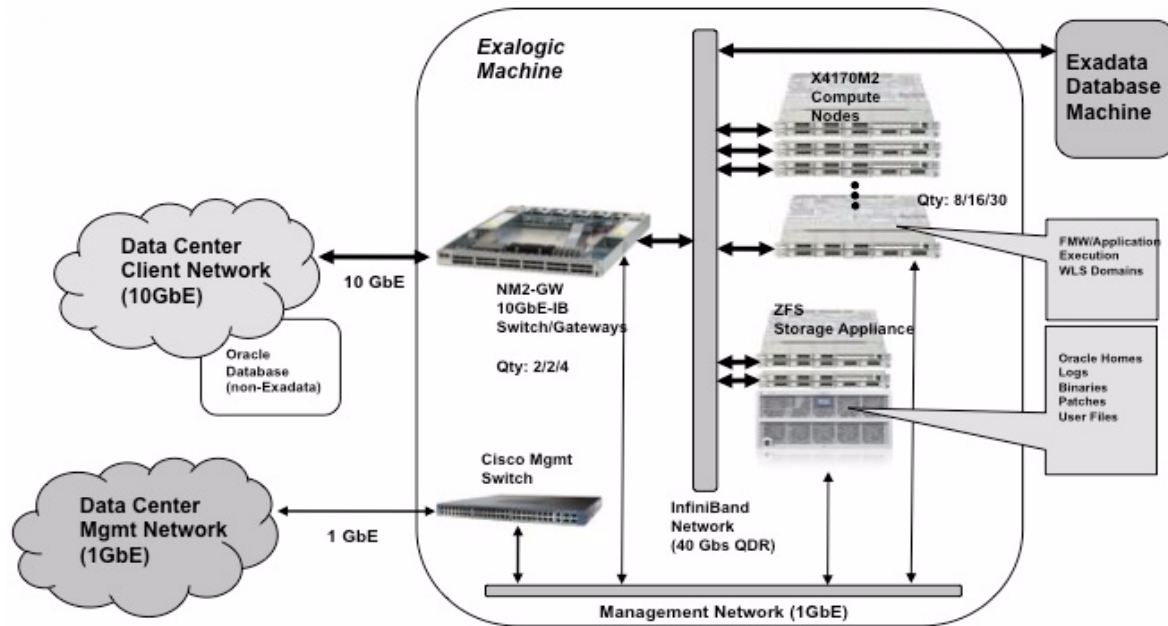 Exalogic
Machine
Exadata
Database
Machine
X4170M2
Compute
Nodes
Qty: 8/16/30
Data Center
Client Network
(10GbE)
10 GbE
NM2-GW
10GbE-IB
Switch/Gateways
Qty: 2/2/4
FMW/Application
Execution
WLS Domains
Oracle
Database
(non-Exadata)
ZFS
Storage Appliance
Oracle Homes
Logs
Binaries
Patches
User Files
Cisco Mgmt
Switch
Data Center
Mgmt Network
(1GbE)
1 GbE
InfiniBand
Network
(40 Gbs QDR)
Management Network (1GbE)